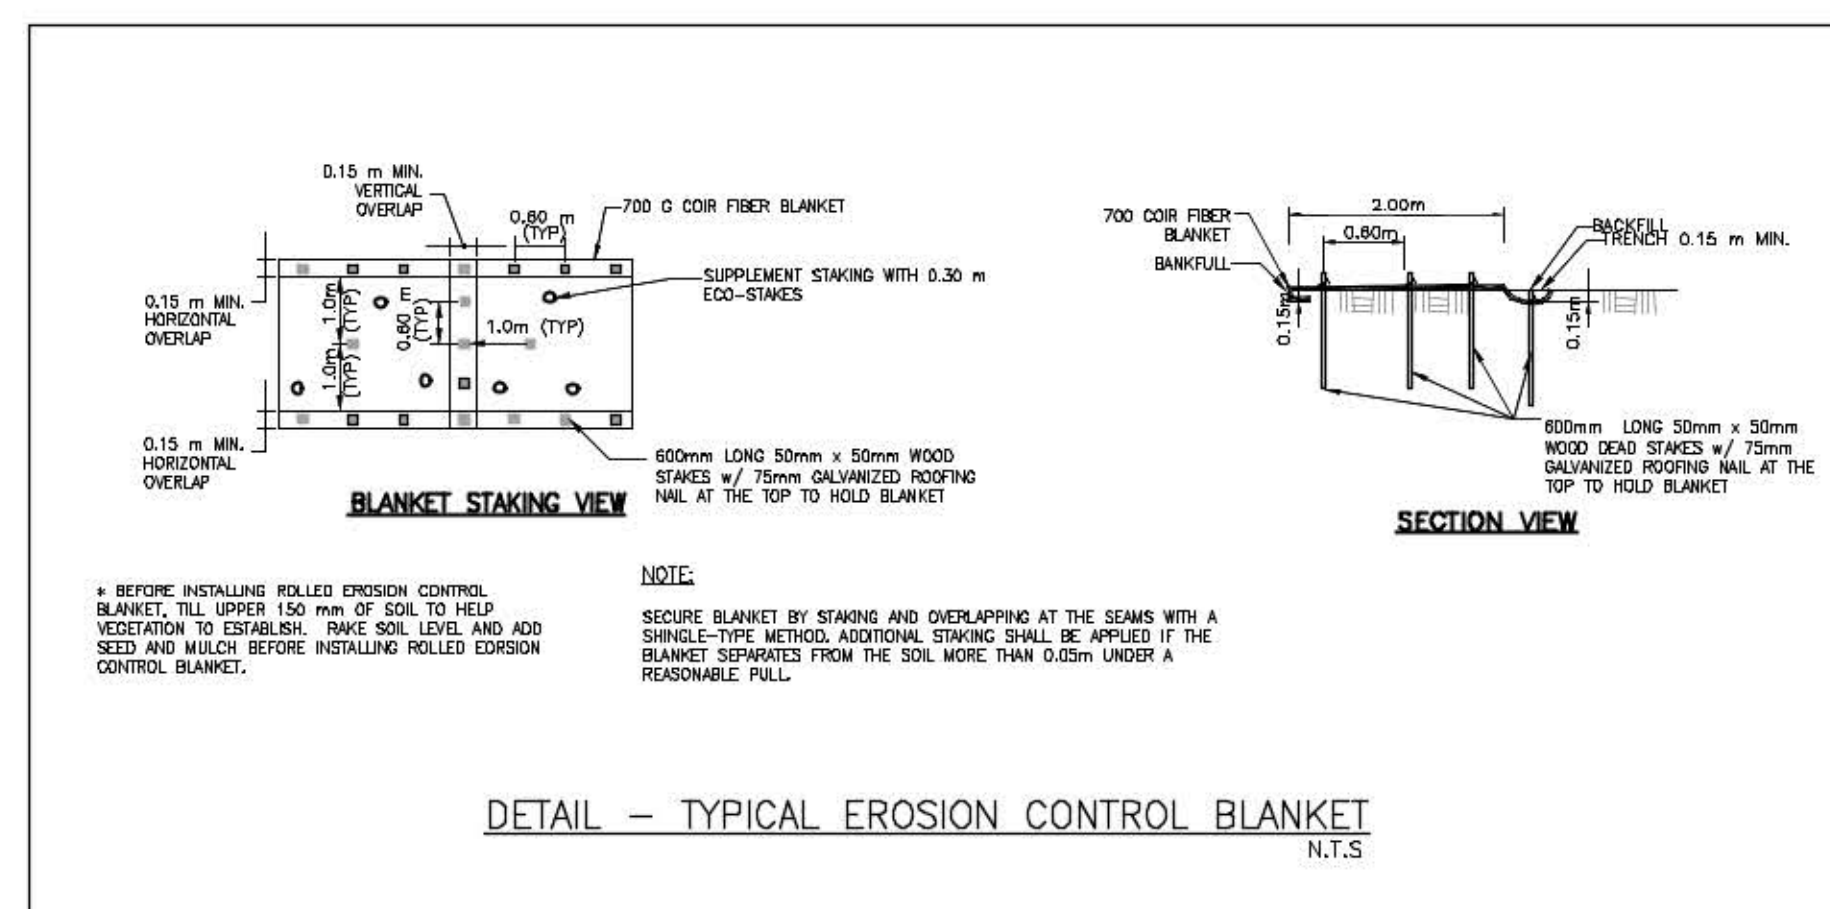 0.15 m MIN.
VERTICAL
OVERLAP
0.60 m
(TYP)
700 G COIR FIBER BLANKET
SUPPLEMENT STAKING WITH 0.30 m
ECO-STAKES
0.15 m MIN.
HORIZONTAL
OVERLAP
1.0m
(TYP)
0.60 m
(TYP)
1.0m (TYP)
1.0m
(TYP)
0.15 m MIN.
HORIZONTAL
OVERLAP
600mm LONG 50mm x 50mm WOOD
STAKES w/ 75mm GALVANIZED ROOFING
NAIL AT THE TOP TO HOLD BLANKET
BLANKET STAKING VIEW
700 COIR FIBER
BLANKET
BANKFULL
2.00m
0.60m
BACKFILL
TRENCH 0.15 m MIN.
0.15m
0.15m
600mm LONG 50mm x 50mm
WOOD DEAD STAKES w/ 75mm
GALVANIZED ROOFING NAIL AT THE
TOP TO HOLD BLANKET
SECTION VIEW
* BEFORE INSTALLING ROLLED EROSION CONTROL
BLANKET, TILL UPPER 150 mm OF SOIL TO HELP
VEGETATION TO ESTABLISH. RAKE SOIL LEVEL AND ADD
SEED AND MULCH BEFORE INSTALLING ROLLED EORSION
CONTROL BLANKET.
NOTE:
SECURE BLANKET BY STAKING AND OVERLAPPING AT THE SEAMS WITH A
SHINGLE-TYPE METHOD. ADDITIONAL STAKING SHALL BE APPLIED IF THE
BLANKET SEPARATES FROM THE SOIL MORE THAN 0.05m UNDER A
REASONABLE PULL.
DETAIL - TYPICAL EROSION CONTROL BLANKET
N.T.S